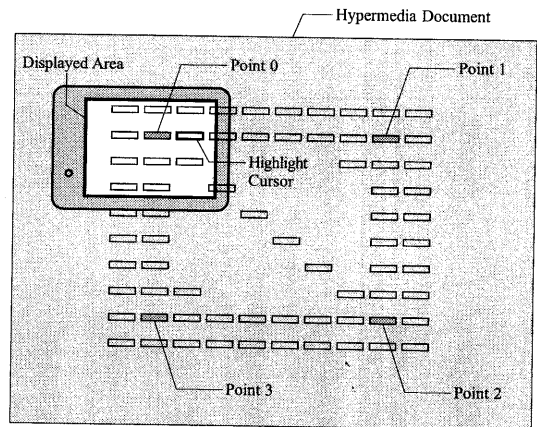 Hypermedia Document
Displayed Area
Point 0
Point 1
Highlight
Cursor
Point 3
Point 2